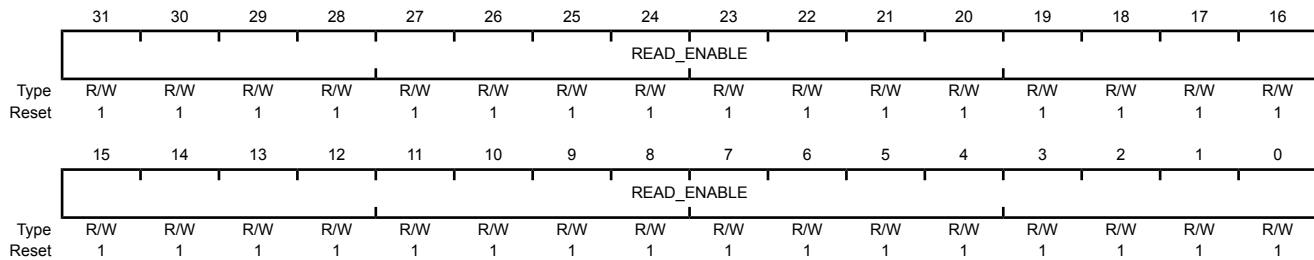 31 30 29 28 27 26 25 24 23 22 21 20 19 18 17 16
READ_ENABLE
Type R/W R/W R/W R/W R/W R/W R/W R/W R/W R/W R/W R/W R/W R/W R/W R/W
Reset 1 1 1 1 1 1 1 1 1 1 1 1 1 1 1 1
15 14 13 12 11 10 9 8 7 6 5 4 3 2 1 0
READ_ENABLE
Type R/W R/W R/W R/W R/W R/W R/W R/W R/W R/W R/W R/W R/W R/W R/W R/W
Reset 1 1 1 1 1 1 1 1 1 1 1 1 1 1 1 1